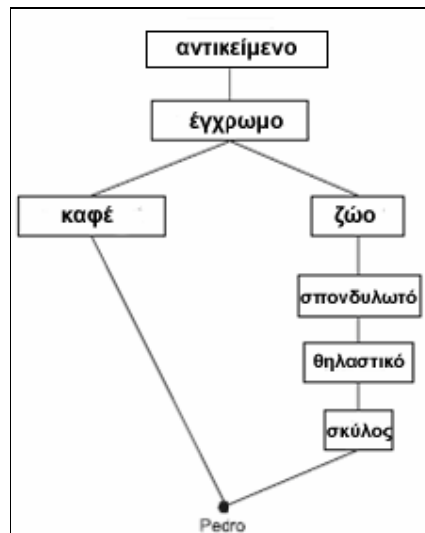 αντικείμενο
έγχρωμο
καφέ
ζώο
σπονδυλωτό
θηλαστικό
σκύλος
Pedro